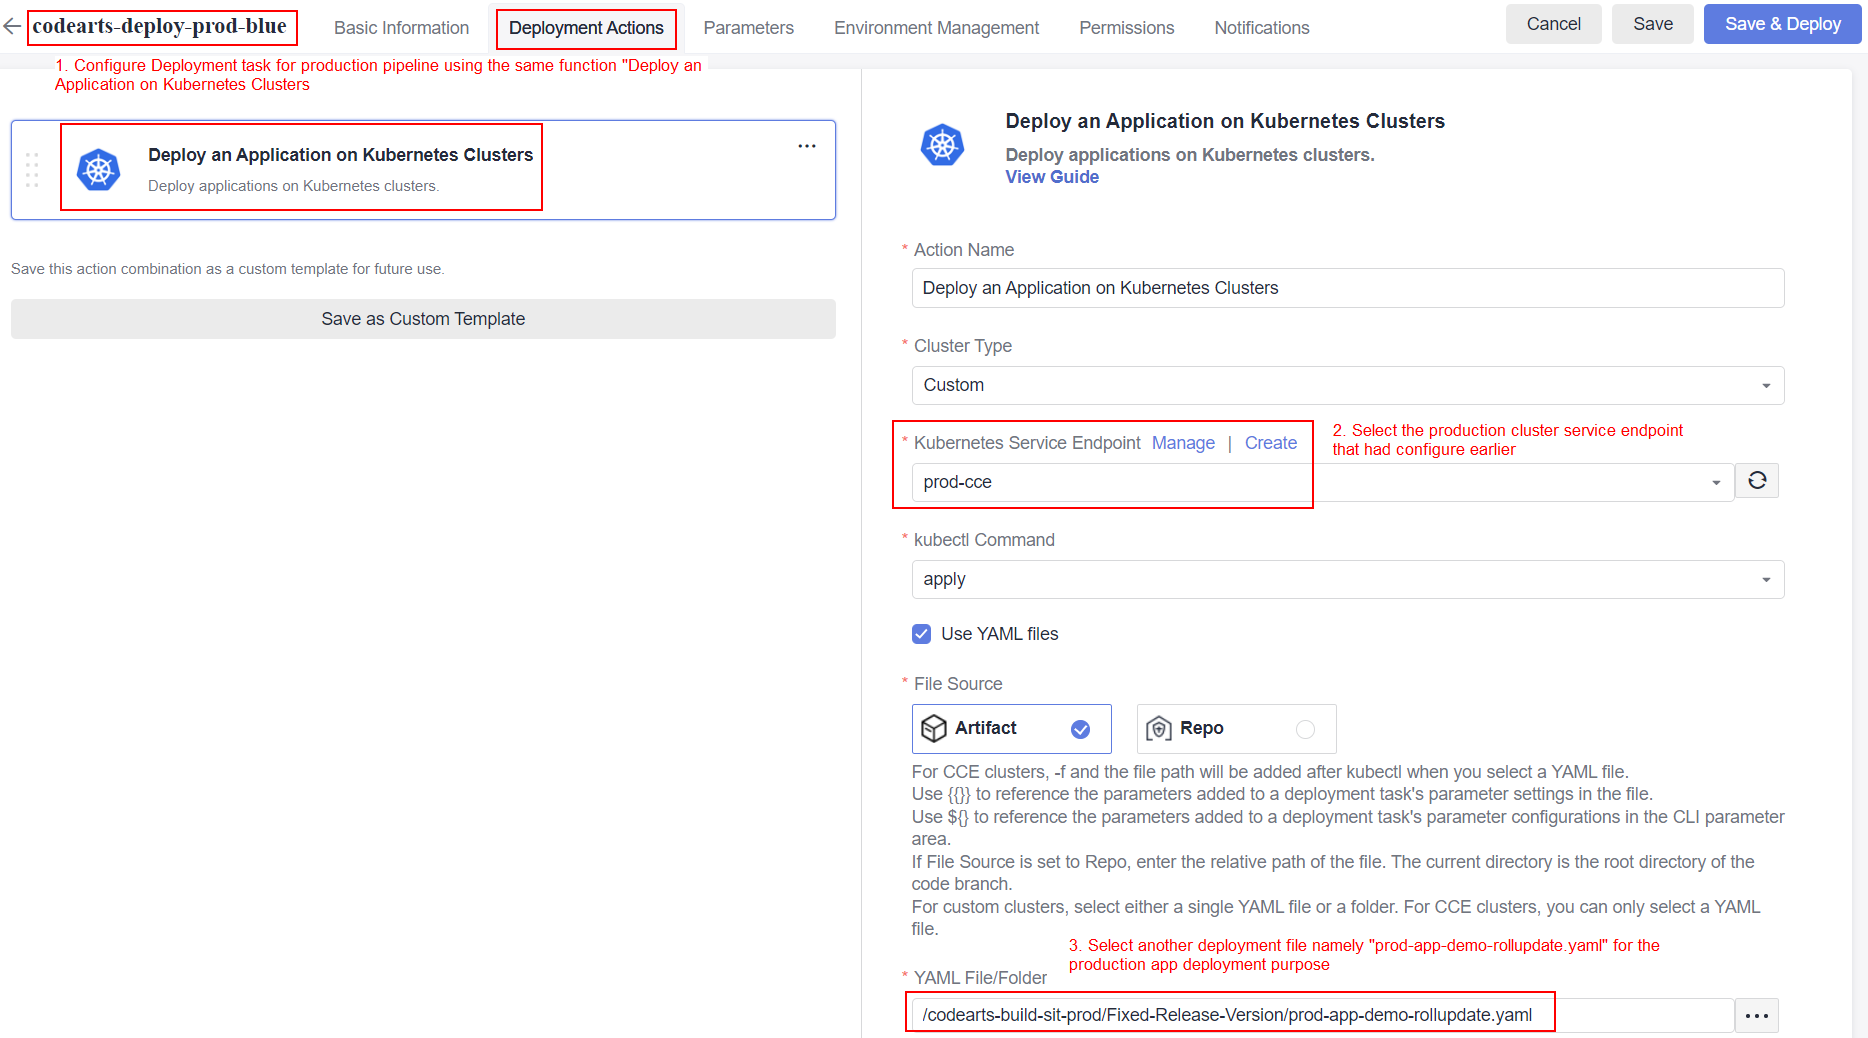 codearts-deploy-prod-blue
Basic Information
Deployment Actions
Parameters
Environment Management
Permissions
Notifications
Cancel
Save
Save & Deploy
1. Configure Deployment task for production pipeline using the same function "Deploy an
Application on Kubernetes Clusters
Deploy an Application on Kubernetes Clusters
Deploy applications on Kubernetes clusters.
Save this action combination as a custom template for future use.
Save as Custom Template
Deploy an Application on Kubernetes Clusters
Deploy applications on Kubernetes clusters.
View Guide
* Action Name
Deploy an Application on Kubernetes Clusters
* Cluster Type
Custom
* Kubernetes Service Endpoint Manage | Create
2. Select the production cluster service endpoint
that had configure earlier
prod-cce
* kubectl Command
apply
Use YAML files
* File Source
Artifact
Repo
For CCE clusters, -f and the file path will be added after kubectl when you select a YAML file.
Use {{}} to reference the parameters added to a deployment task's parameter settings in the file.
Use ${} to reference the parameters added to a deployment task's parameter configurations in the CLI parameter
area.
If File Source is set to Repo, enter the relative path of the file. The current directory is the root directory of the
code branch.
For custom clusters, select either a single YAML file or a folder. For CCE clusters, you can only select a YAML
file.
3. Select another deployment file namely "prod-app-demo-rollupdate.yaml" for the
production app deployment purpose
* YAML File/Folder
/codearts-build-sit-prod/Fixed-Release-Version/prod-app-demo-rollupdate.yaml